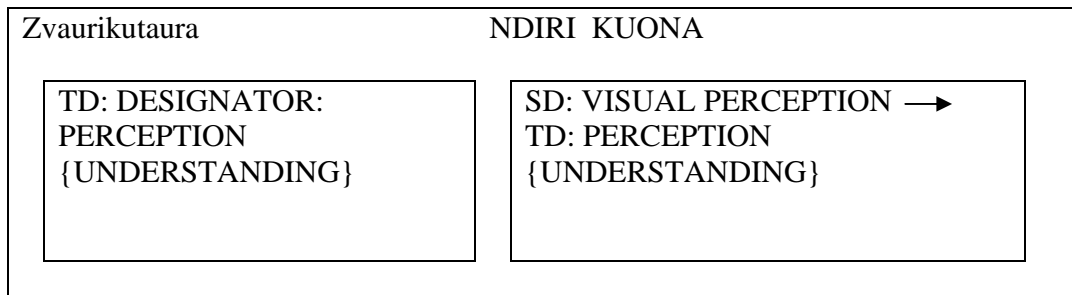 Zvaurikutaura NDIRI KUONA
TD: DESIGNATOR:
PERCEPTION
{UNDERSTANDING}
SD: VISUAL PERCEPTION →
TD: PERCEPTION
{UNDERSTANDING}